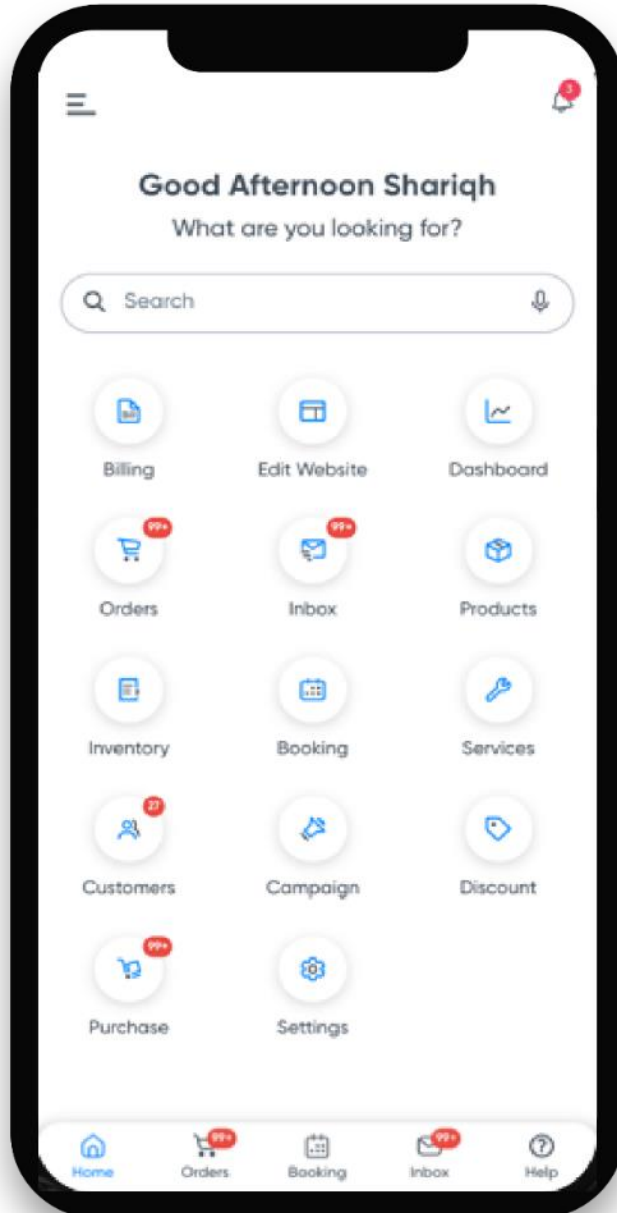 3
Good Afternoon Shariqh
What are you looking for?
Search
Billing Edit Website Dashboard
99+ 99+
Orders Inbox Products
Inventory Booking Services
27
Customers Campaign Discount
99+
Purchase Settings
99+ 99+
Home Orders Booking Inbox Help